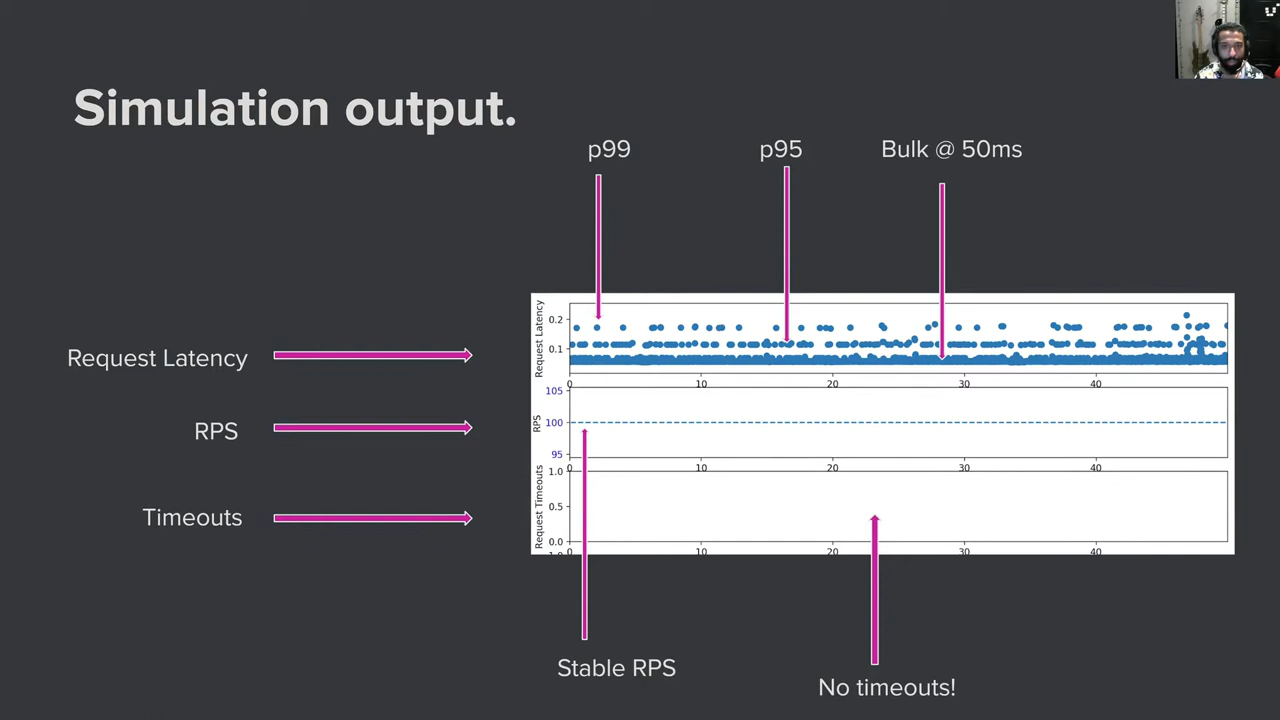 Simulation output.
p99
p95
Bulk @ 50ms
Request Latency
RPS
Timeouts
Request Latency
0.2
0.1
0
10
20
30
40
RPS
105
100
95
0
10
20
30
40
Request Timeouts
1.0
0.5
0.0
0
10
20
30
40
Stable RPS
No timeouts!